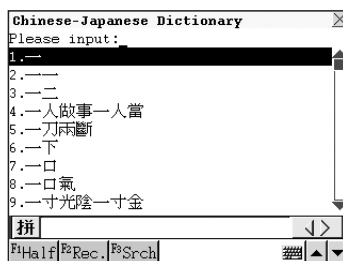 Chinese-Japanese Dictionary
Please input:
1.一
2.一一
3.一二
4.一人做事一人當
5.一刀兩斷
6.一下
7.一口
8.一口氣
9.一寸光陰一寸金
拼
F1Half F2Rec. F3Srch